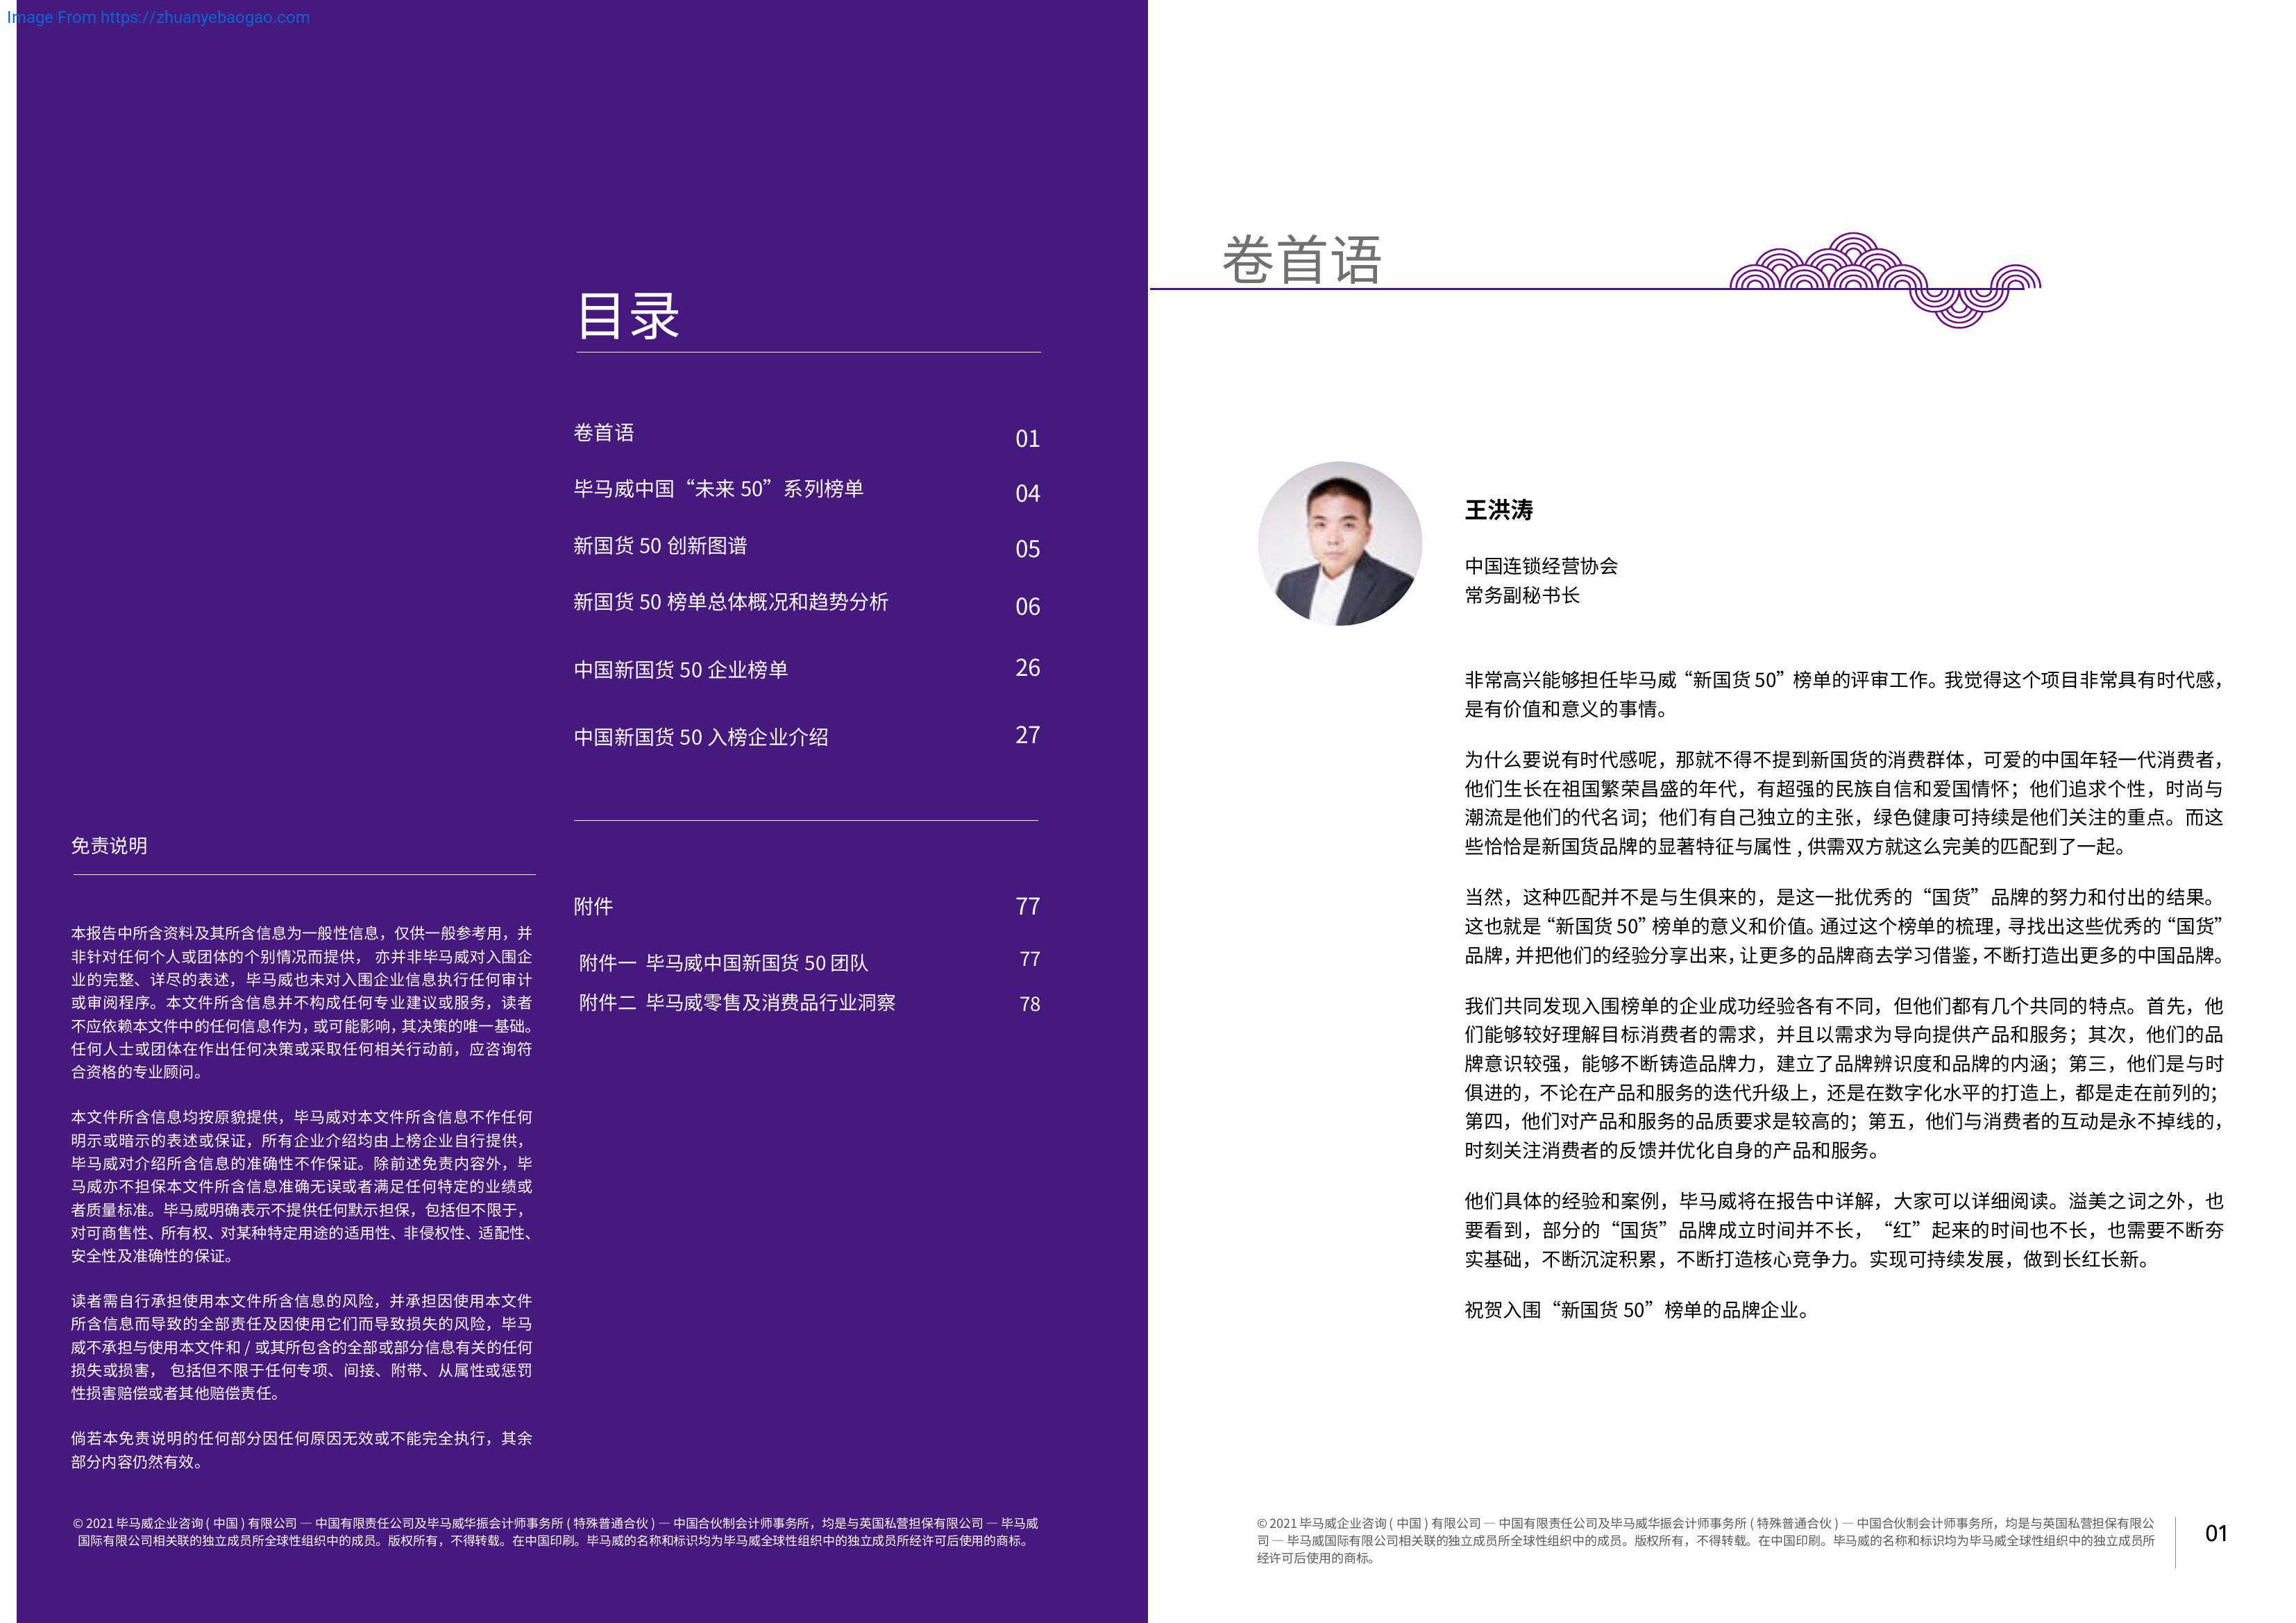 Image From https://zhuanyebaogao.com
目录
卷首语 01
毕马威中国“未来 50”系列榜单 04
新国货 50 创新图谱 05
新国货 50 榜单总体概况和趋势分析 06
中国新国货 50 企业榜单 26
中国新国货 50 入榜企业介绍 27
附件 77
附件一 毕马威中国新国货 50 团队 77
附件二 毕马威零售及消费品行业洞察 78
免责说明
本报告中所含资料及其所含信息为一般性信息，仅供一般参考用，并
非针对任何个人或团体的个别情况而提供， 亦并非毕马威对入围企
业的完整、详尽的表述，毕马威也未对入围企业信息执行任何审计
或审阅程序。本文件所含信息并不构成任何专业建议或服务，读者
不应依赖本文件中的任何信息作为，或可能影响，其决策的唯一基础。
任何人士或团体在作出任何决策或采取任何相关行动前，应咨询符
合资格的专业顾问。
本文件所含信息均按原貌提供，毕马威对本文件所含信息不作任何
明示或暗示的表述或保证，所有企业介绍均由上榜企业自行提供，
毕马威对介绍所含信息的准确性不作保证。除前述免责内容外，毕
马威亦不担保本文件所含信息准确无误或者满足任何特定的业绩或
者质量标准。毕马威明确表示不提供任何默示担保，包括但不限于，
对可商售性、所有权、对某种特定用途的适用性、非侵权性、适配性、
安全性及准确性的保证。
读者需自行承担使用本文件所含信息的风险，并承担因使用本文件
所含信息而导致的全部责任及因使用它们而导致损失的风险，毕马
威不承担与使用本文件和 / 或其所包含的全部或部分信息有关的任何
损失或损害， 包括但不限于任何专项、间接、附带、从属性或惩罚
性损害赔偿或者其他赔偿责任。
倘若本免责说明的任何部分因任何原因无效或不能完全执行，其余
部分内容仍然有效。
© 2021 毕马威企业咨询 ( 中国 ) 有限公司 — 中国有限责任公司及毕马威华振会计师事务所 ( 特殊普通合伙 ) — 中国合伙制会计师事务所，均是与英国私营担保有限公司 — 毕马威
国际有限公司相关联的独立成员所全球性组织中的成员。版权所有，不得转载。在中国印刷。毕马威的名称和标识均为毕马威全球性组织中的独立成员所经许可后使用的商标。
卷首语
王洪涛
中国连锁经营协会
常务副秘书长
非常高兴能够担任毕马威“新国货 50”榜单的评审工作。我觉得这个项目非常具有时代感，
是有价值和意义的事情。
为什么要说有时代感呢，那就不得不提到新国货的消费群体，可爱的中国年轻一代消费者，
他们生长在祖国繁荣昌盛的年代，有超强的民族自信和爱国情怀；他们追求个性，时尚与
潮流是他们的代名词；他们有自己独立的主张，绿色健康可持续是他们关注的重点。而这
些恰恰是新国货品牌的显著特征与属性 , 供需双方就这么完美的匹配到了一起。
当然，这种匹配并不是与生俱来的，是这一批优秀的“国货”品牌的努力和付出的结果。
这也就是“新国货 50”榜单的意义和价值。通过这个榜单的梳理，寻找出这些优秀的“国货”
品牌，并把他们的经验分享出来，让更多的品牌商去学习借鉴，不断打造出更多的中国品牌。
我们共同发现入围榜单的企业成功经验各有不同，但他们都有几个共同的特点。首先，他
们能够较好理解目标消费者的需求，并且以需求为导向提供产品和服务；其次，他们的品
牌意识较强，能够不断铸造品牌力，建立了品牌辨识度和品牌的内涵；第三，他们是与时
俱进的，不论在产品和服务的迭代升级上，还是在数字化水平的打造上，都是走在前列的；
第四，他们对产品和服务的品质要求是较高的；第五，他们与消费者的互动是永不掉线的，
时刻关注消费者的反馈并优化自身的产品和服务。
他们具体的经验和案例，毕马威将在报告中详解，大家可以详细阅读。溢美之词之外，也
要看到，部分的“国货”品牌成立时间并不长，“红”起来的时间也不长，也需要不断夯
实基础，不断沉淀积累，不断打造核心竞争力。实现可持续发展，做到长红长新。
祝贺入围“新国货 50”榜单的品牌企业。
© 2021 毕马威企业咨询 ( 中国 ) 有限公司 — 中国有限责任公司及毕马威华振会计师事务所 ( 特殊普通合伙 ) — 中国合伙制会计师事务所，均是与英国私营担保有限公
司 — 毕马威国际有限公司相关联的独立成员所全球性组织中的成员。版权所有，不得转载。在中国印刷。毕马威的名称和标识均为毕马威全球性组织中的独立成员所
经许可后使用的商标。
01